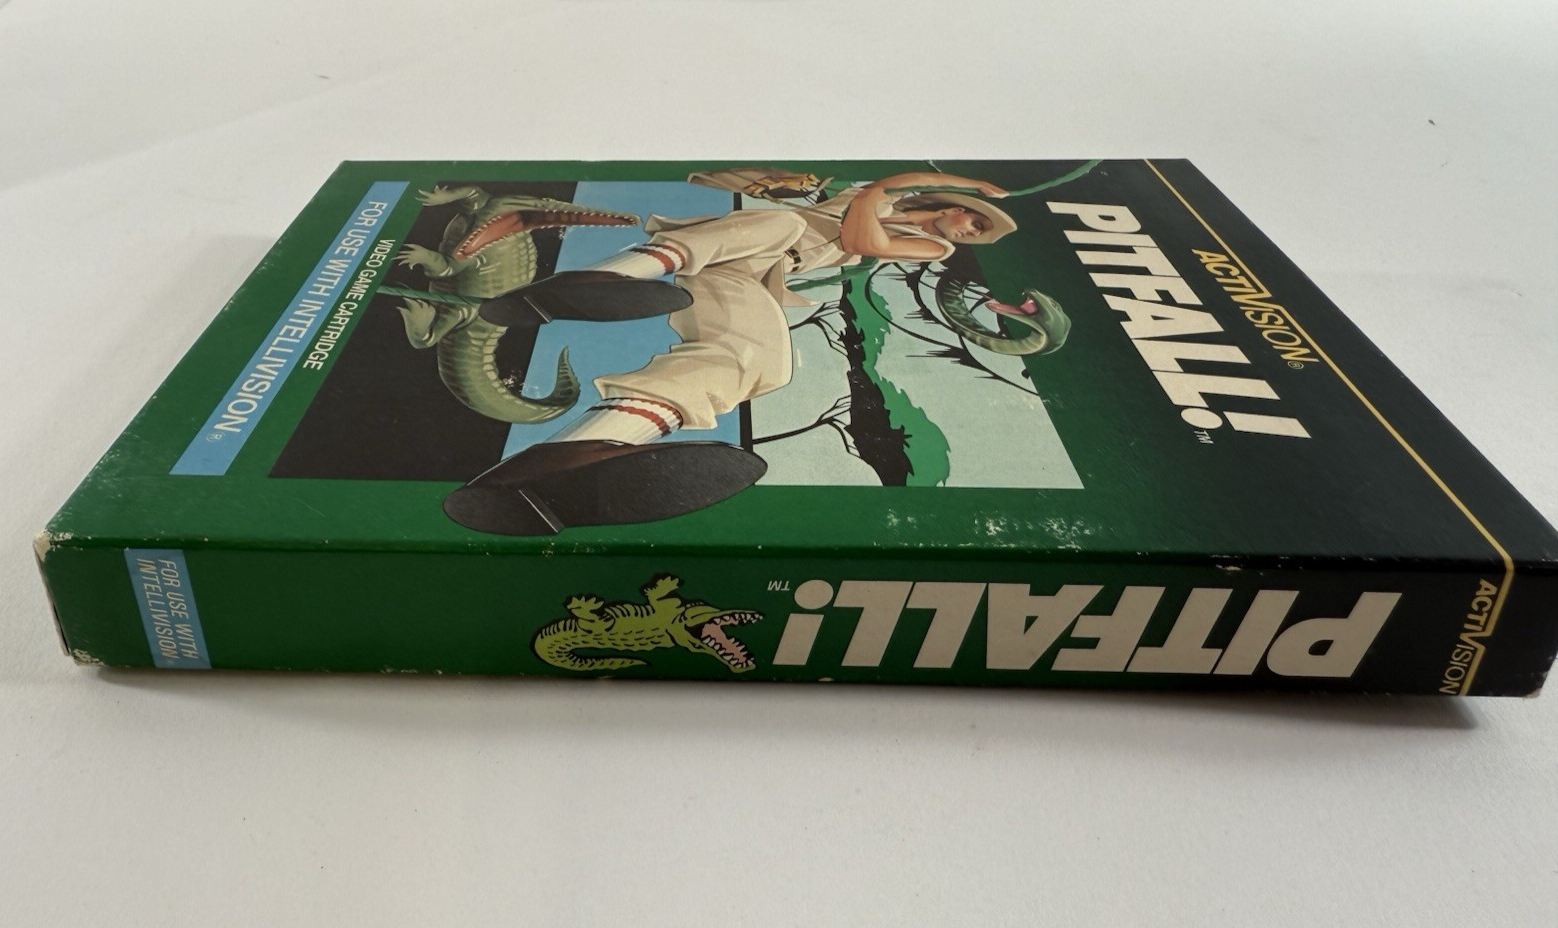 ACTIVISION®
PITFALL!™
VIDEO GAME CARTRIDGE
FOR USE WITH INTELLIVISION®
ACTIVISION
PITFALL!™
FOR USE WITH
INTELLIVISION®